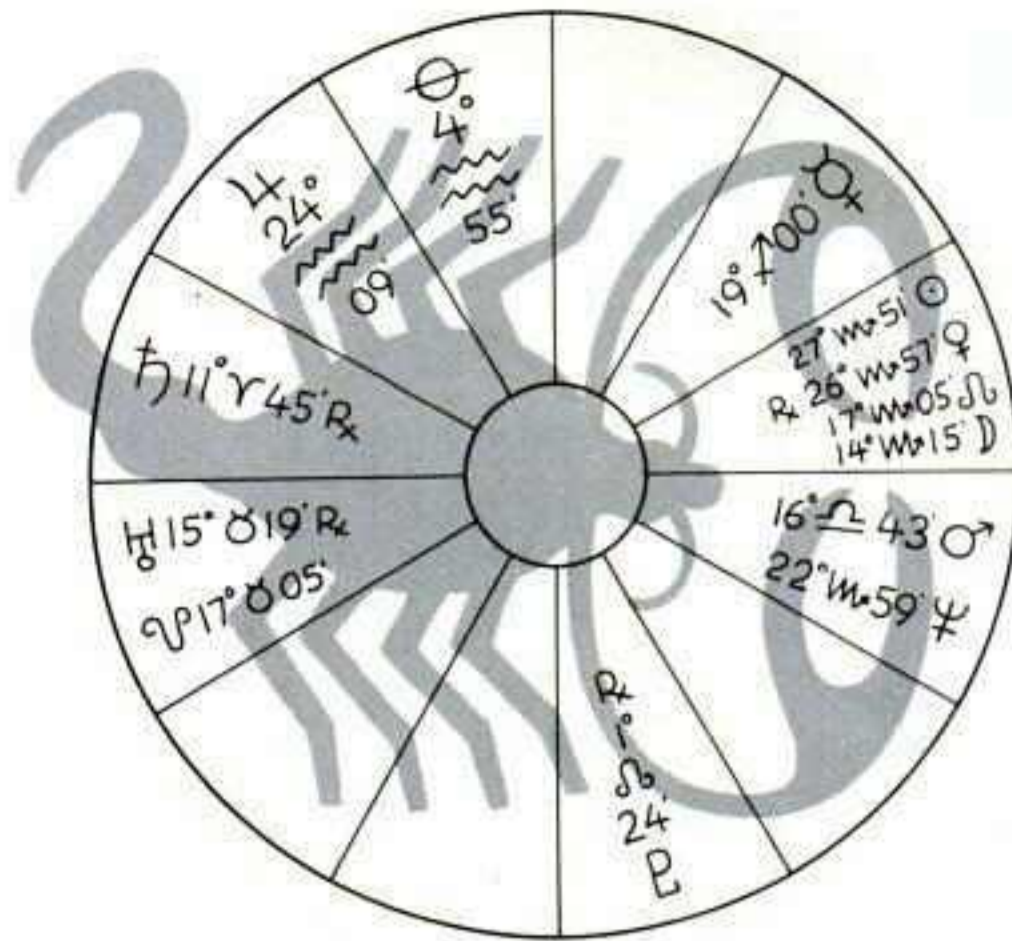 ⊖
4°
♒
55'
♃
24°
♒
09'
☿
19° ♐ 00'
27° ♏ 51' ☉
℞ 26° ♏ 57' ♀
17° ♏ 05' ☊
14° ♏ 15' ☽
♄ 11° ♈ 45' ℞
♅ 15° ♉ 19' ℞
☋ 17° ♉ 05'
16° ♎ 43' ♂
22° ♏ 59' ♆
℞
1°
♌
24'
♇